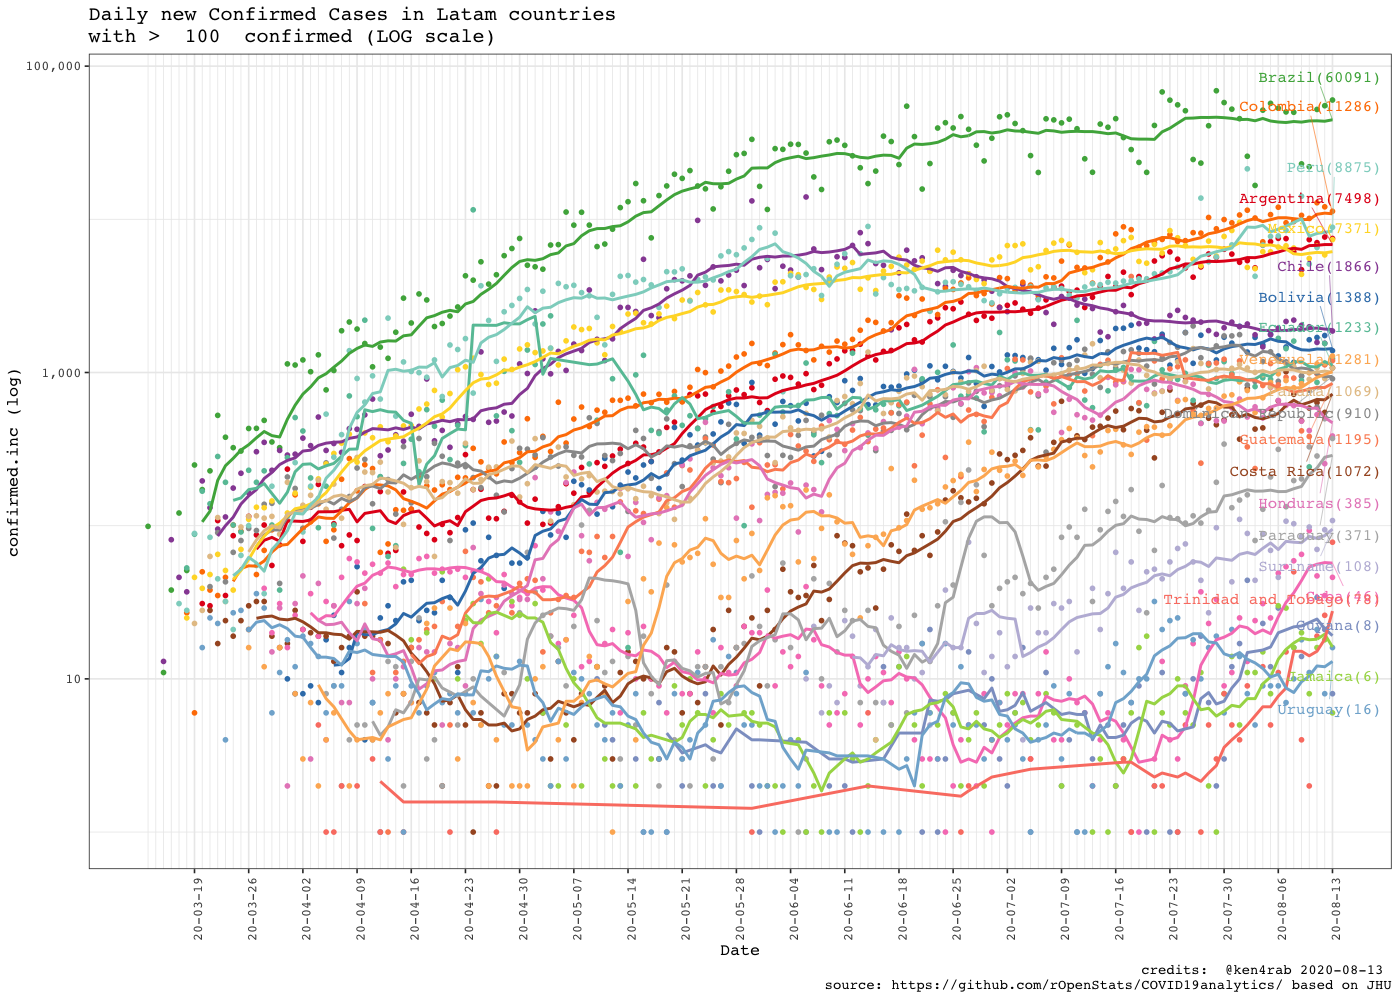 Daily new Confirmed Cases in Latam countries
with >  100  confirmed (LOG scale)
100,000
1,000
10
confirmed.inc (log)
Brazil(60091)
Colombia(11286)
Peru(8875)
Argentina(7498)
Mexico(7371)
Chile(1866)
Bolivia(1388)
Ecuador(1233)
Venezuela(1281)
Panama(1069)
Dominican Republic(910)
Guatemala(1195)
Costa Rica(1072)
Honduras(385)
Paraguay(371)
Suriname(108)
Trinidad and Tobago(78)
Guyana(8)
Jamaica(6)
Uruguay(16)
20-03-19
20-03-26
20-04-02
20-04-09
20-04-16
20-04-23
20-04-30
20-05-07
20-05-14
20-05-21
20-05-28
20-06-04
20-06-11
20-06-18
20-06-25
20-07-02
20-07-09
20-07-16
20-07-23
20-07-30
20-08-06
20-08-13
Date
credits:  @ken4rab 2020-08-13
source: https://github.com/rOpenStats/COVID19analytics/ based on JHU